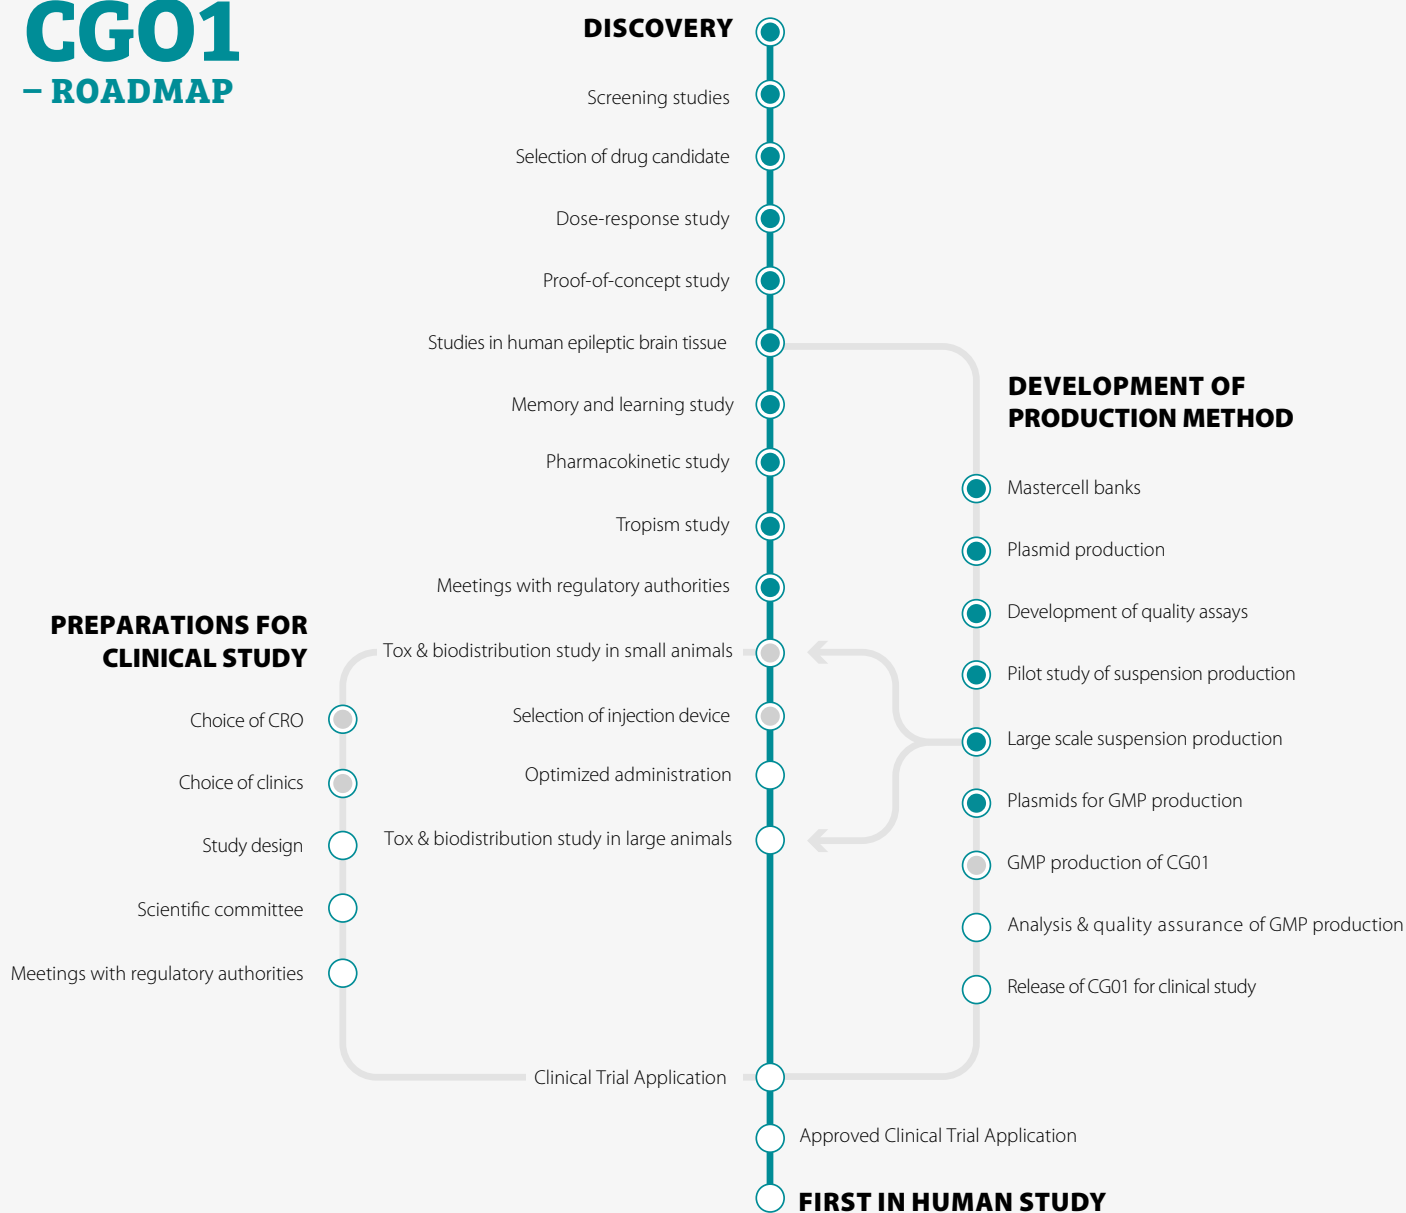 CG01
– ROADMAP
DISCOVERY
Screening studies
Selection of drug candidate
Dose-response study
Proof-of-concept study
Studies in human epileptic brain tissue
Memory and learning study
Pharmacokinetic study
Tropism study
Meetings with regulatory authorities
Tox & biodistribution study in small animals
Selection of injection device
Optimized administration
Tox & biodistribution study in large animals
PREPARATIONS FOR
CLINICAL STUDY
Choice of CRO
Choice of clinics
Study design
Scientific committee
Meetings with regulatory authorities
DEVELOPMENT OF
PRODUCTION METHOD
Mastercell banks
Plasmid production
Development of quality assays
Pilot study of suspension production
Large scale suspension production
Plasmids for GMP production
GMP production of CG01
Analysis & quality assurance of GMP production
Release of CG01 for clinical study
Clinical Trial Application
Approved Clinical Trial Application
FIRST IN HUMAN STUDY